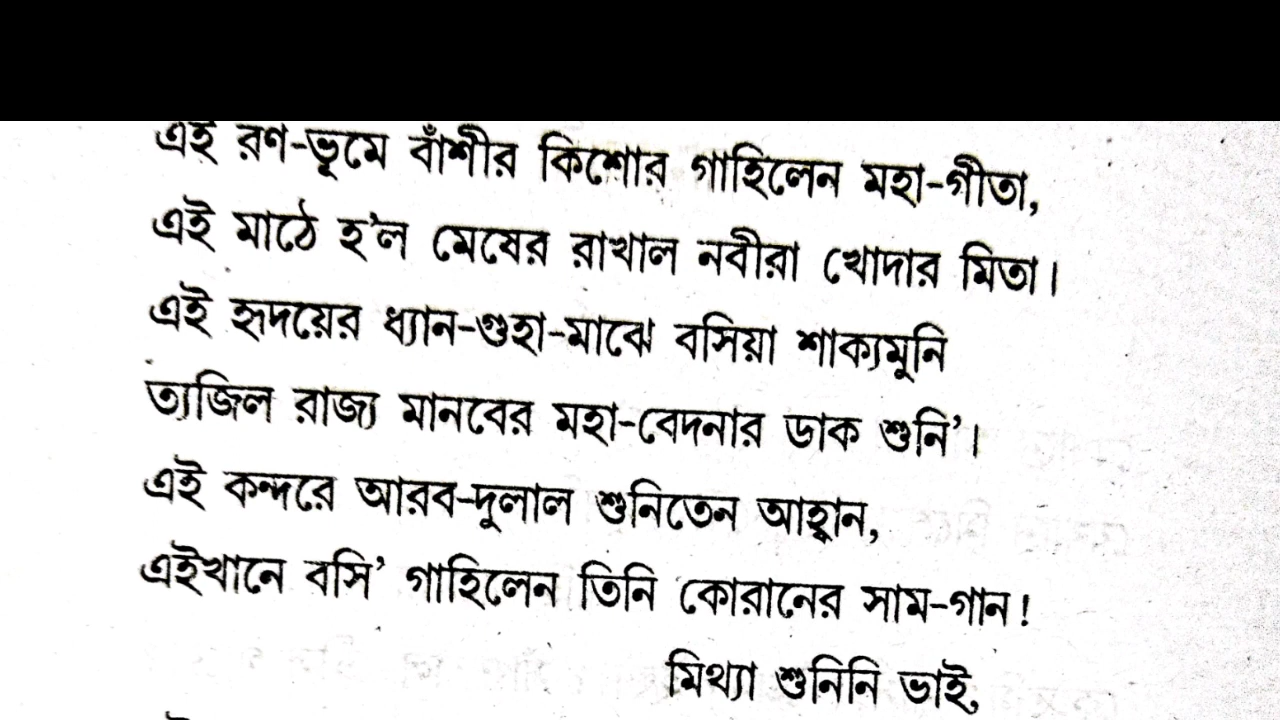 এই রণ-ভূমে বাঁশীর কিশোর গাহিলেন মহা-গীতা,
এই মাঠে হ'ল মেষের রাখাল নবীরা খোদার মিতা।
এই হৃদয়ের ধ্যান-গুহা-মাঝে বসিয়া শাক্যমুনি
ত্যজিল রাজ্য মানবের মহা-বেদনার ডাক শুনি'।
এই কন্দরে আরব-দুলাল শুনিতেন আহ্বান,
এইখানে বসি' গাহিলেন তিনি কোরানের সাম-গান!
মিথ্যা শুনিনি ভাই,